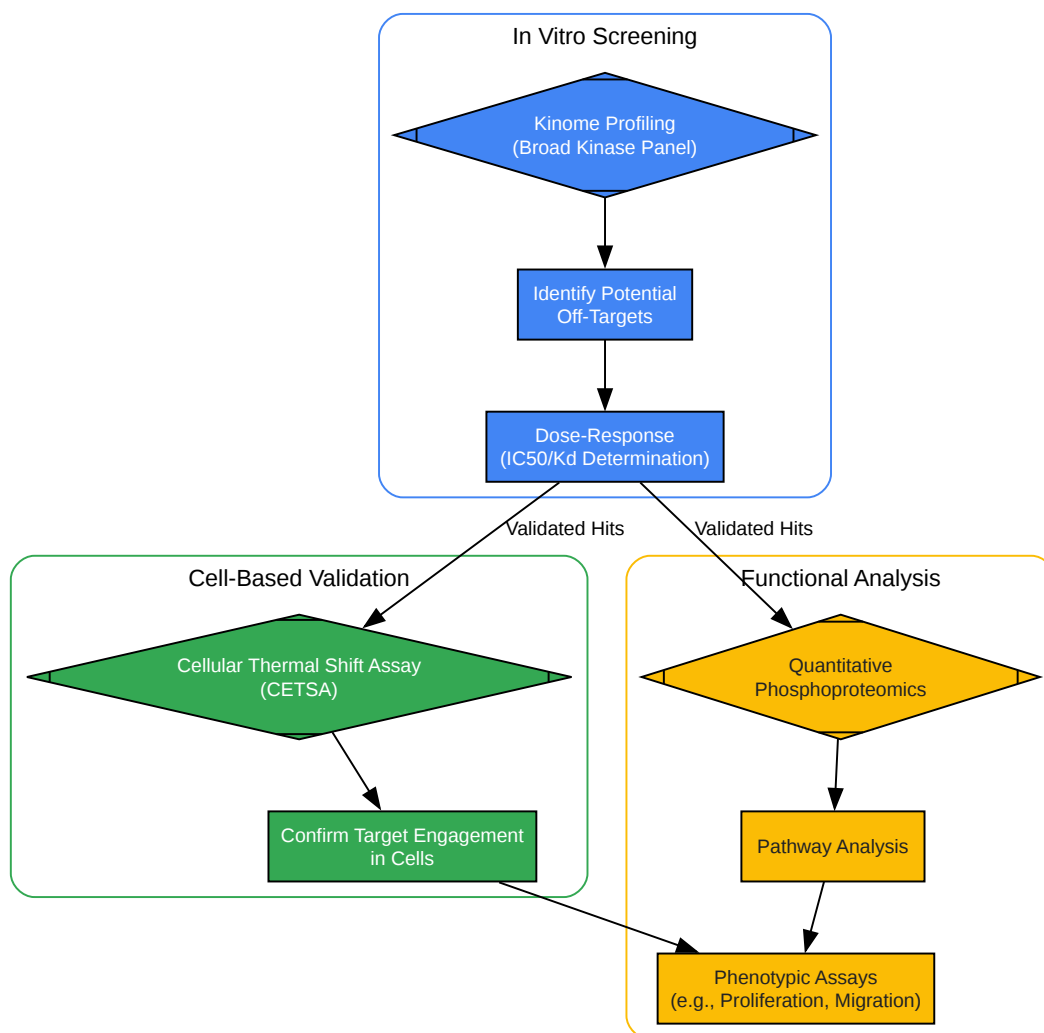 In Vitro Screening
Kinome Profiling
(Broad Kinase Panel)
Identify Potential
Off-Targets
Dose-Response
(IC50/Kd Determination)
Validated Hits
Validated Hits
Cell-Based Validation
Cellular Thermal Shift Assay
(CETSA)
Confirm Target Engagement
in Cells
Functional Analysis
Quantitative
Phosphoproteomics
Pathway Analysis
Phenotypic Assays
(e.g., Proliferation, Migration)